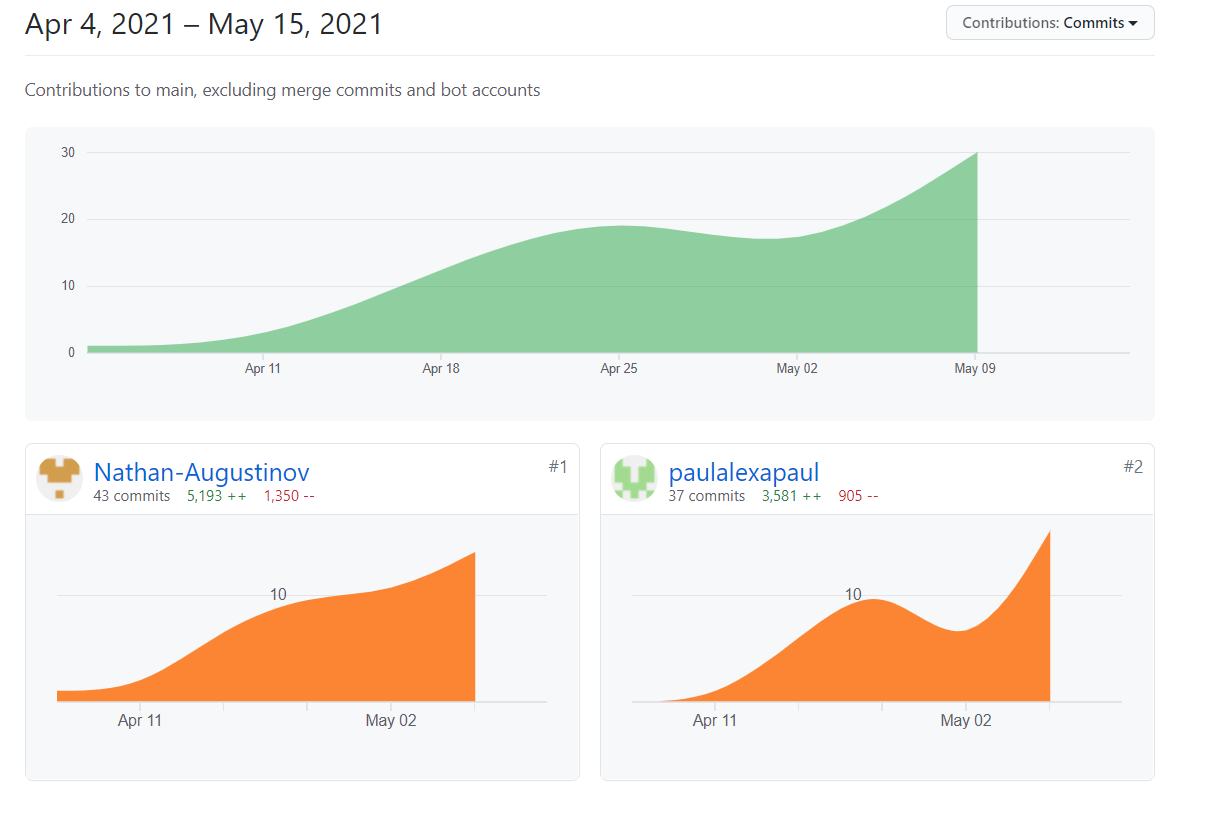 Apr 4, 2021 – May 15, 2021
Contributions: Commits
Contributions to main, excluding merge commits and bot accounts
30
20
10
0
Apr 11 Apr 18 Apr 25 May 02 May 09
Nathan-Augustinov #1
43 commits 5,193 ++ 1,350 --
10
Apr 11 May 02
paulalexapaul #2
37 commits 3,581 ++ 905 --
10
Apr 11 May 02